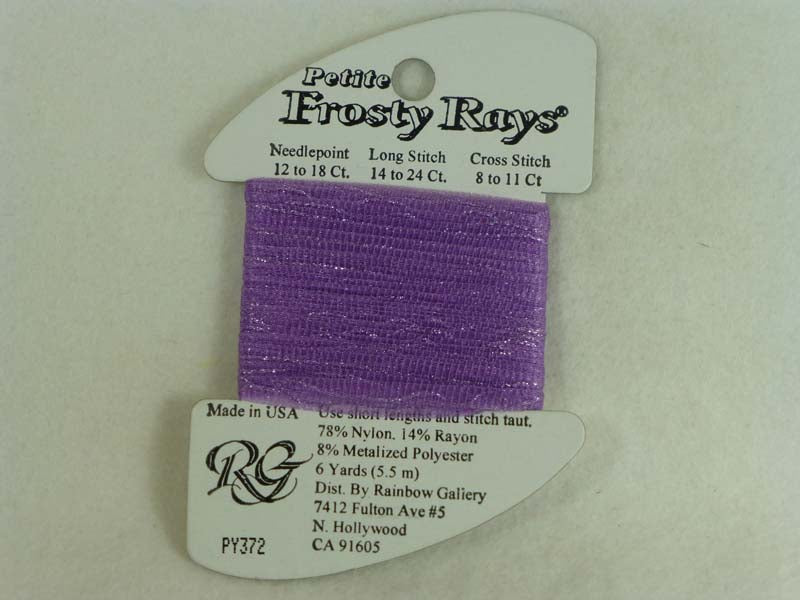 Petite
Frosty Rays®
Needlepoint Long Stitch Cross Stitch
12 to 18 Ct. 14 to 24 Ct. 8 to 11 Ct
Made in USA
Use short lengths and stitch taut.
78% Nylon, 14% Rayon
8% Metalized Polyester
6 Yards (5.5 m)
Dist. By Rainbow Gallery
7412 Fulton Ave #5
N. Hollywood
CA 91605
RG
PY372